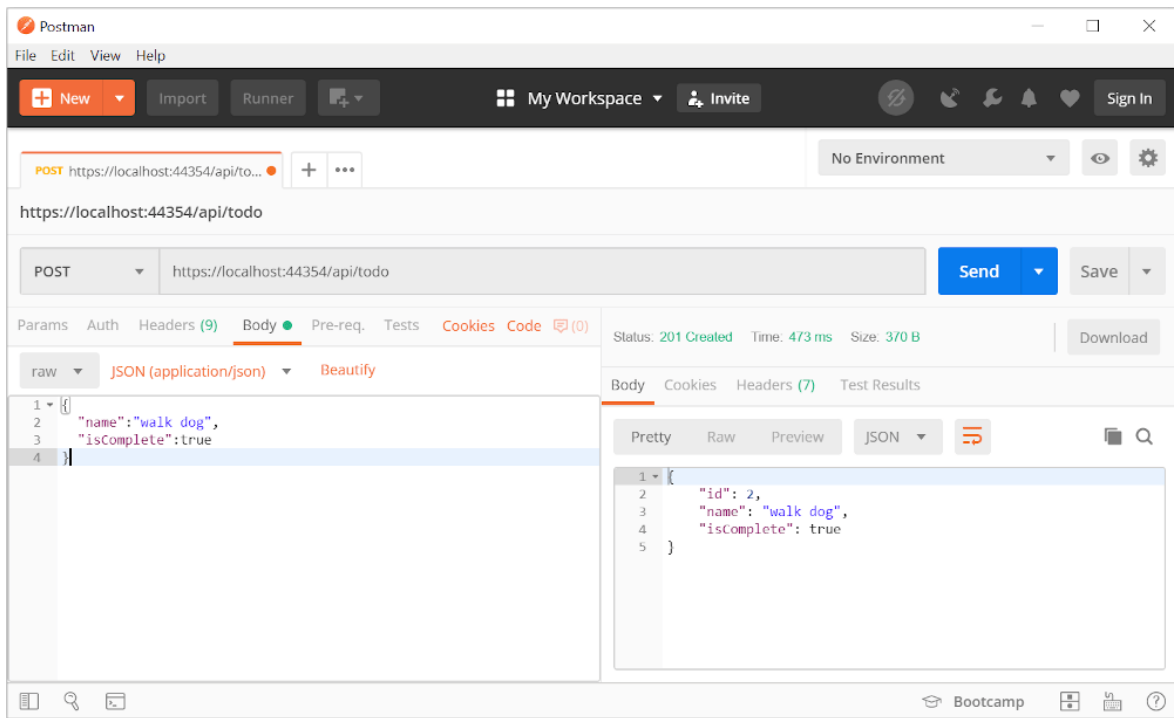 Postman
File Edit View Help
New Import Runner My Workspace Invite Sign In
POST https://localhost:44354/api/to... No Environment
https://localhost:44354/api/todo
POST https://localhost:44354/api/todo Send Save
Params Auth Headers (9) Body Pre-req. Tests Cookies Code (0)
Status: 201 Created Time: 473 ms Size: 370 B Download
raw JSON (application/json) Beautify
1 {
2 "name":"walk dog",
3 "isComplete":true
4 }
Body Cookies Headers (7) Test Results
Pretty Raw Preview JSON
1 {
2 "id": 2,
3 "name": "walk dog",
4 "isComplete": true
5 }
Bootcamp